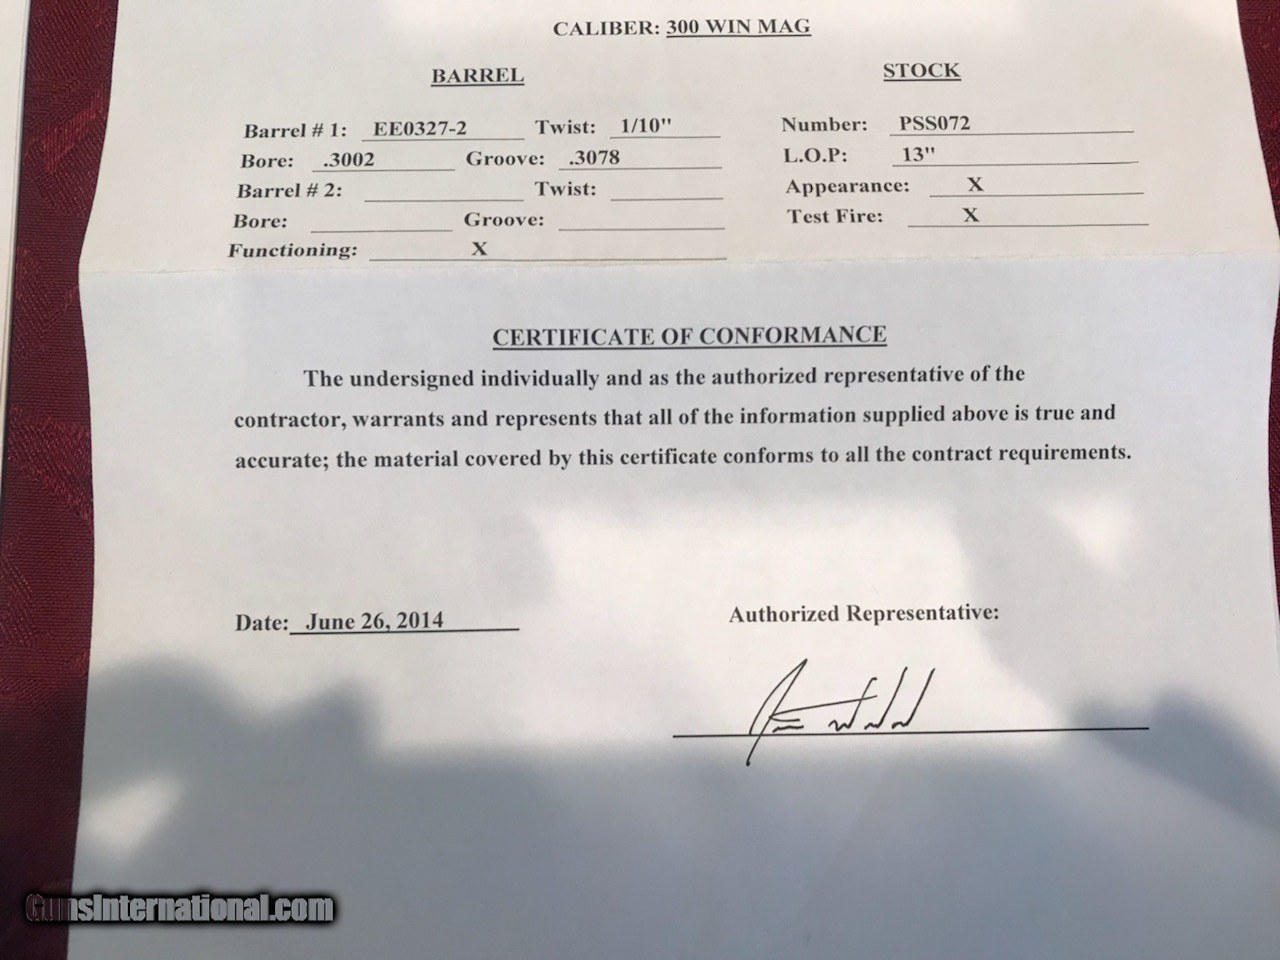 CALIBER: 300 WIN MAG
BARREL STOCK
Barrel # 1: EE0327-2 Twist: 1/10" Number: PSS072
Bore: .3002 Groove: .3078 L.O.P: 13"
Barrel # 2: Twist: Appearance: X
Bore: Groove: Test Fire: X
Functioning: X
CERTIFICATE OF CONFORMANCE
The undersigned individually and as the authorized representative of the
contractor, warrants and represents that all of the information supplied above is true and
accurate; the material covered by this certificate conforms to all the contract requirements.
Date: June 26, 2014 Authorized Representative:
GunsInternational.com